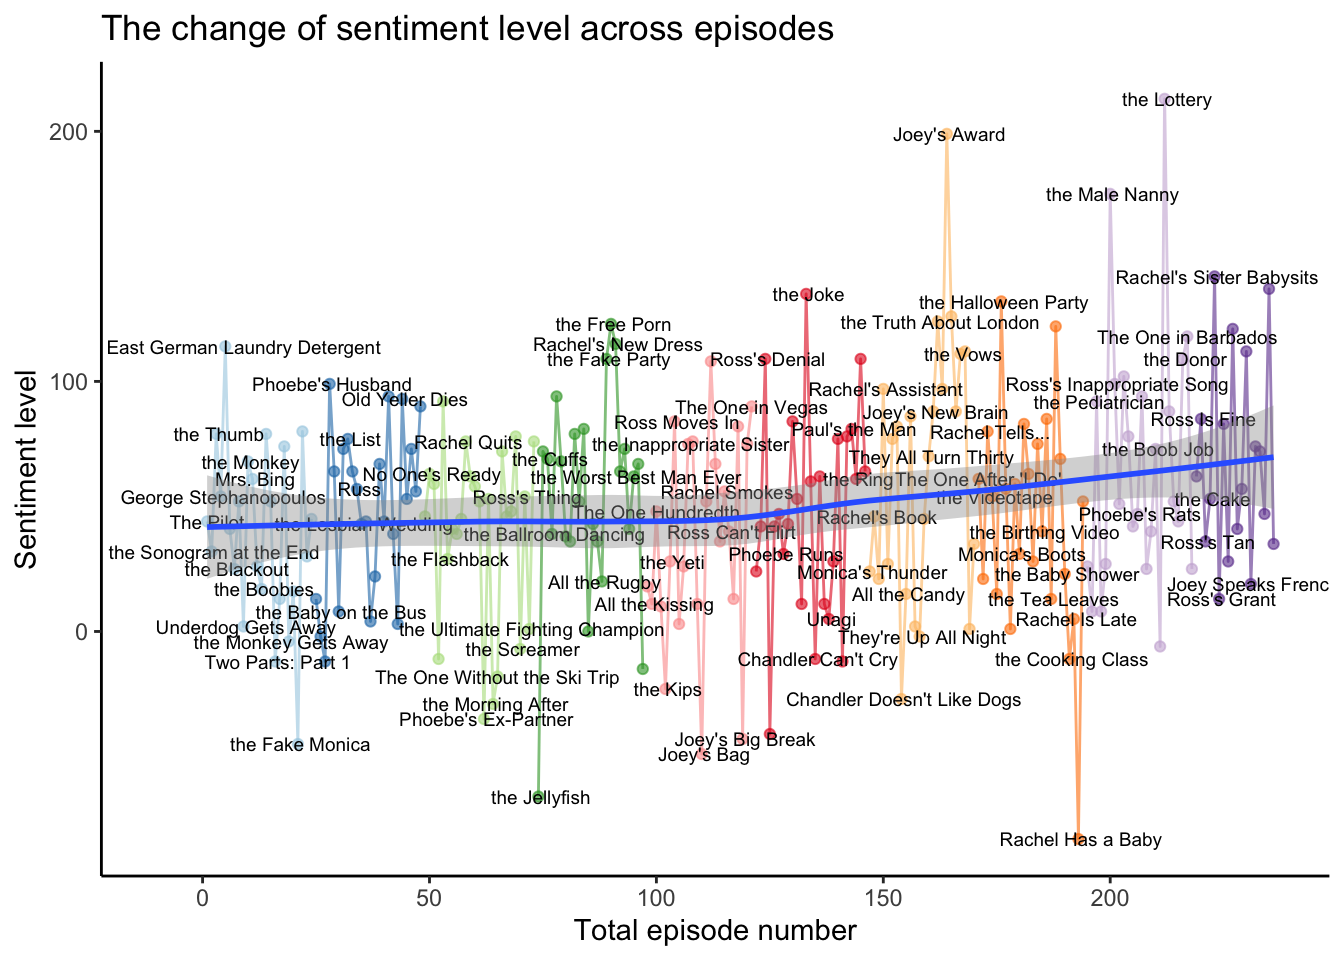 The change of sentiment level across episodes
the Lottery
200
Joey's Award
the Male Nanny
Rachel's Sister Babysits
the Joke
the Halloween Party
the Truth About London
the Free Porn
The One in Barbados
Rachel's New Dress
East German Laundry Detergent
the Vows
the Fake Party
Ross's Denial
the Donor
100
Phoebe's Husband
Ross's Inappropriate Song
Rachel's Assistant
Old Yeller Dies
the Pediatrician
The One in Vegas
Joey's New Brain
Ross Moves In
Ross Is Fine
the Thumb
Paul's the Man
Rachel Tells...
the List
Rachel Quits
the Inappropriate Sister
the Boob Job
the Monkey
the Cuffs
They All Turn Thirty
Mrs. Bing
No One's Ready
the Worst Best Man Ever
the Ring
The One After I Do'
Russ
Rachel Smokes
George Stephanopoulos
Ross's Thing
the Videotape
the Cake
The One Hundredth
Phoebe's Rats
Rachel's Book
The Pilot
the Lesbian Wedding
the Ballroom Dancing
Ross Can't Flirt
the Birthing Video
Ross's Tan
the Sonogram at the End
Phoebe Runs
Monica's Boots
the Flashback
the Yeti
the Blackout
Monica's Thunder
the Baby Shower
All the Rugby
Joey Speaks Frenc
the Boobies
All the Candy
the Tea Leaves
Ross's Grant
All the Kissing
the Baby on the Bus
Unagi
Rachel Is Late
Underdog Gets Away
the Ultimate Fighting Champion
0
They're Up All Night
the Monkey Gets Away
the Screamer
Two Parts: Part 1
Chandler Can't Cry
the Cooking Class
The One Without the Ski Trip
the Kips
Chandler Doesn't Like Dogs
the Morning After
Phoebe's Ex-Partner
the Fake Monica
Joey's Big Break
Joey's Bag
the Jellyfish
Rachel Has a Baby
0
50
100
150
200
Total episode number
Sentiment level